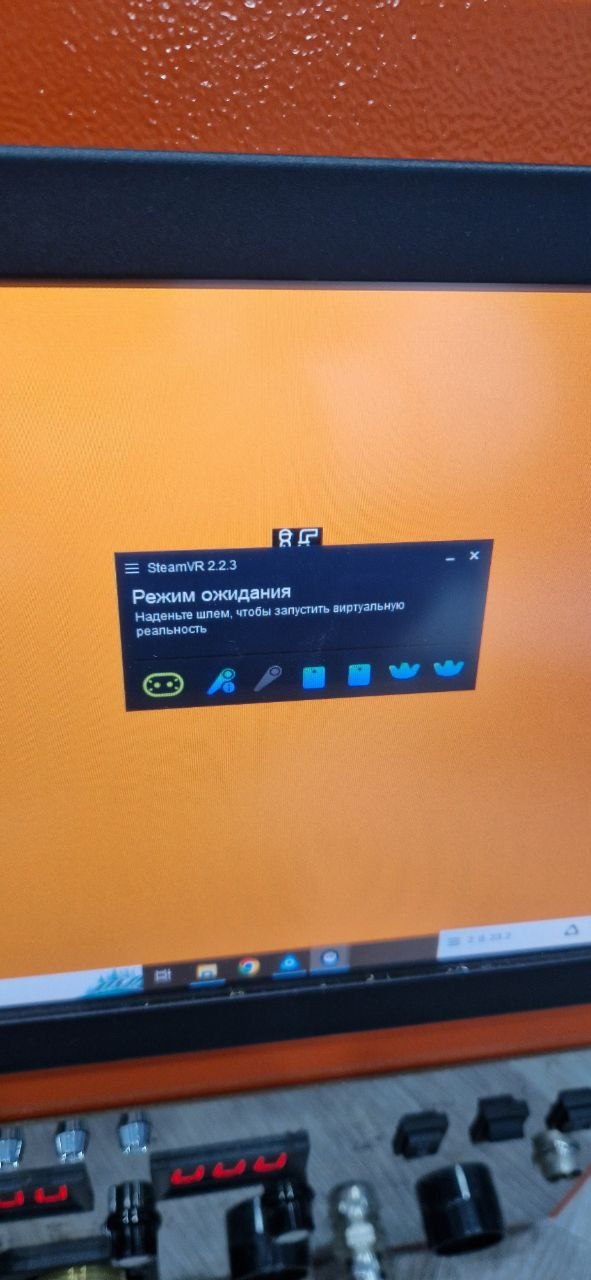 SteamVR 2.2.3
Режим ожидания
Наденьте шлем, чтобы запустить виртуальную
реальность